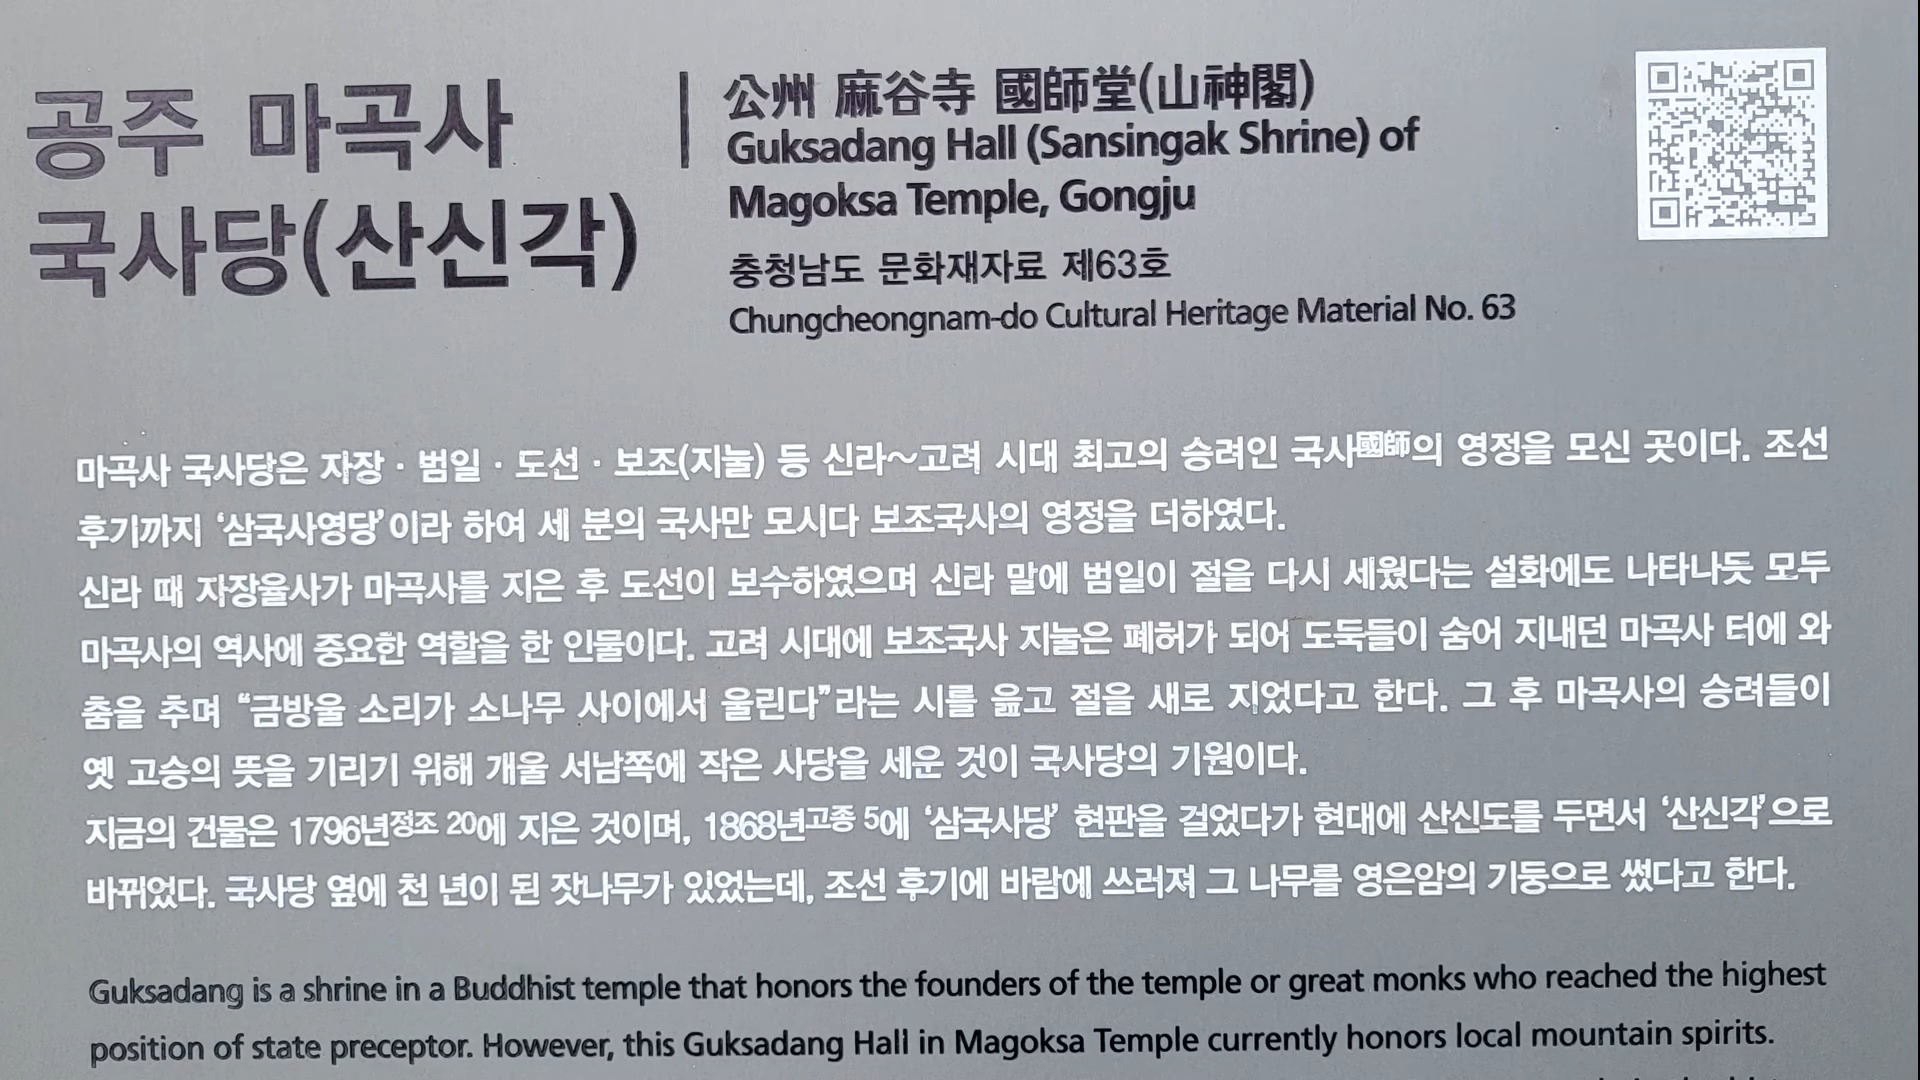 공주 마곡사
국사당(산신각)
公州 麻谷寺 國師堂(山神閣)
Guksadang Hall (Sansingak Shrine) of
Magoksa Temple, Gongju
충청남도 문화재자료 제63호
Chungcheongnam-do Cultural Heritage Material No. 63
마곡사 국사당은 자장 · 범일 · 도선 · 보조(지눌) 등 신라~고려 시대 최고의 승려인 국사國師의 영정을 모신 곳이다. 조선
후기까지 ‘삼국사영당’이라 하여 세 분의 국사만 모시다 보조국사의 영정을 더하였다.
신라 때 자장율사가 마곡사를 지은 후 도선이 보수하였으며 신라 말에 범일이 절을 다시 세웠다는 설화에도 나타나듯 모두
마곡사의 역사에 중요한 역할을 한 인물이다. 고려 시대에 보조국사 지눌은 폐허가 되어 도둑들이 숨어 지내던 마곡사 터에 와
춤을 추며 “금방울 소리가 소나무 사이에서 울린다”라는 시를 읊고 절을 새로 지었다고 한다. 그 후 마곡사의 승려들이
옛 고승의 뜻을 기리기 위해 개울 서남쪽에 작은 사당을 세운 것이 국사당의 기원이다.
지금의 건물은 1796년정조 20에 지은 것이며, 1868년고종 5에 ‘삼국사당’ 현판을 걸었다가 현대에 산신도를 두면서 ‘산신각’으로
바뀌었다. 국사당 옆에 천 년이 된 잣나무가 있었는데, 조선 후기에 바람에 쓰러져 그 나무를 영은암의 기둥으로 썼다고 한다.
Guksadang is a shrine in a Buddhist temple that honors the founders of the temple or great monks who reached the highest
position of state preceptor. However, this Guksadang Hall in Magoksa Temple currently honors local mountain spirits.